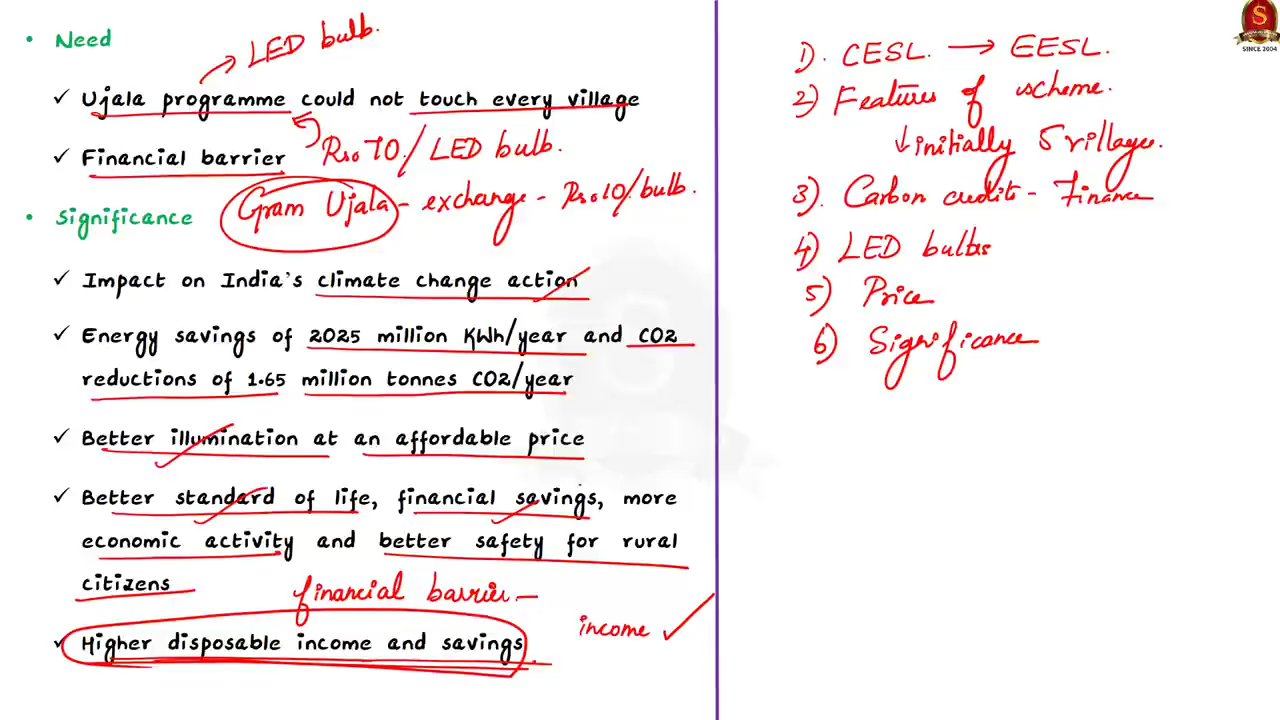 • Need
LED bulb.
✓ Ujala programme could not touch every village
✓ Financial barrier
Rs. 70/LED bulb.
Gram Ujala - exchange - Rs. 10/bulb.
• Significance
✓ Impact on India's climate change action
✓ Energy savings of 2025 million KWh/year and CO2
reductions of 1.65 million tonnes CO2/year
✓ Better illumination at an affordable price
✓ Better standard of life, financial savings, more
economic activity and better safety for rural
citizens
financial barrier -
income ✓
✓ Higher disposable income and savings
1). CESL. → EESL.
2) Features of scheme.
↓ initially 5 villages.
3). Carbon credits - Finance
4) LED bulbs
5) Price
6) Significance
S
SINCE 2004